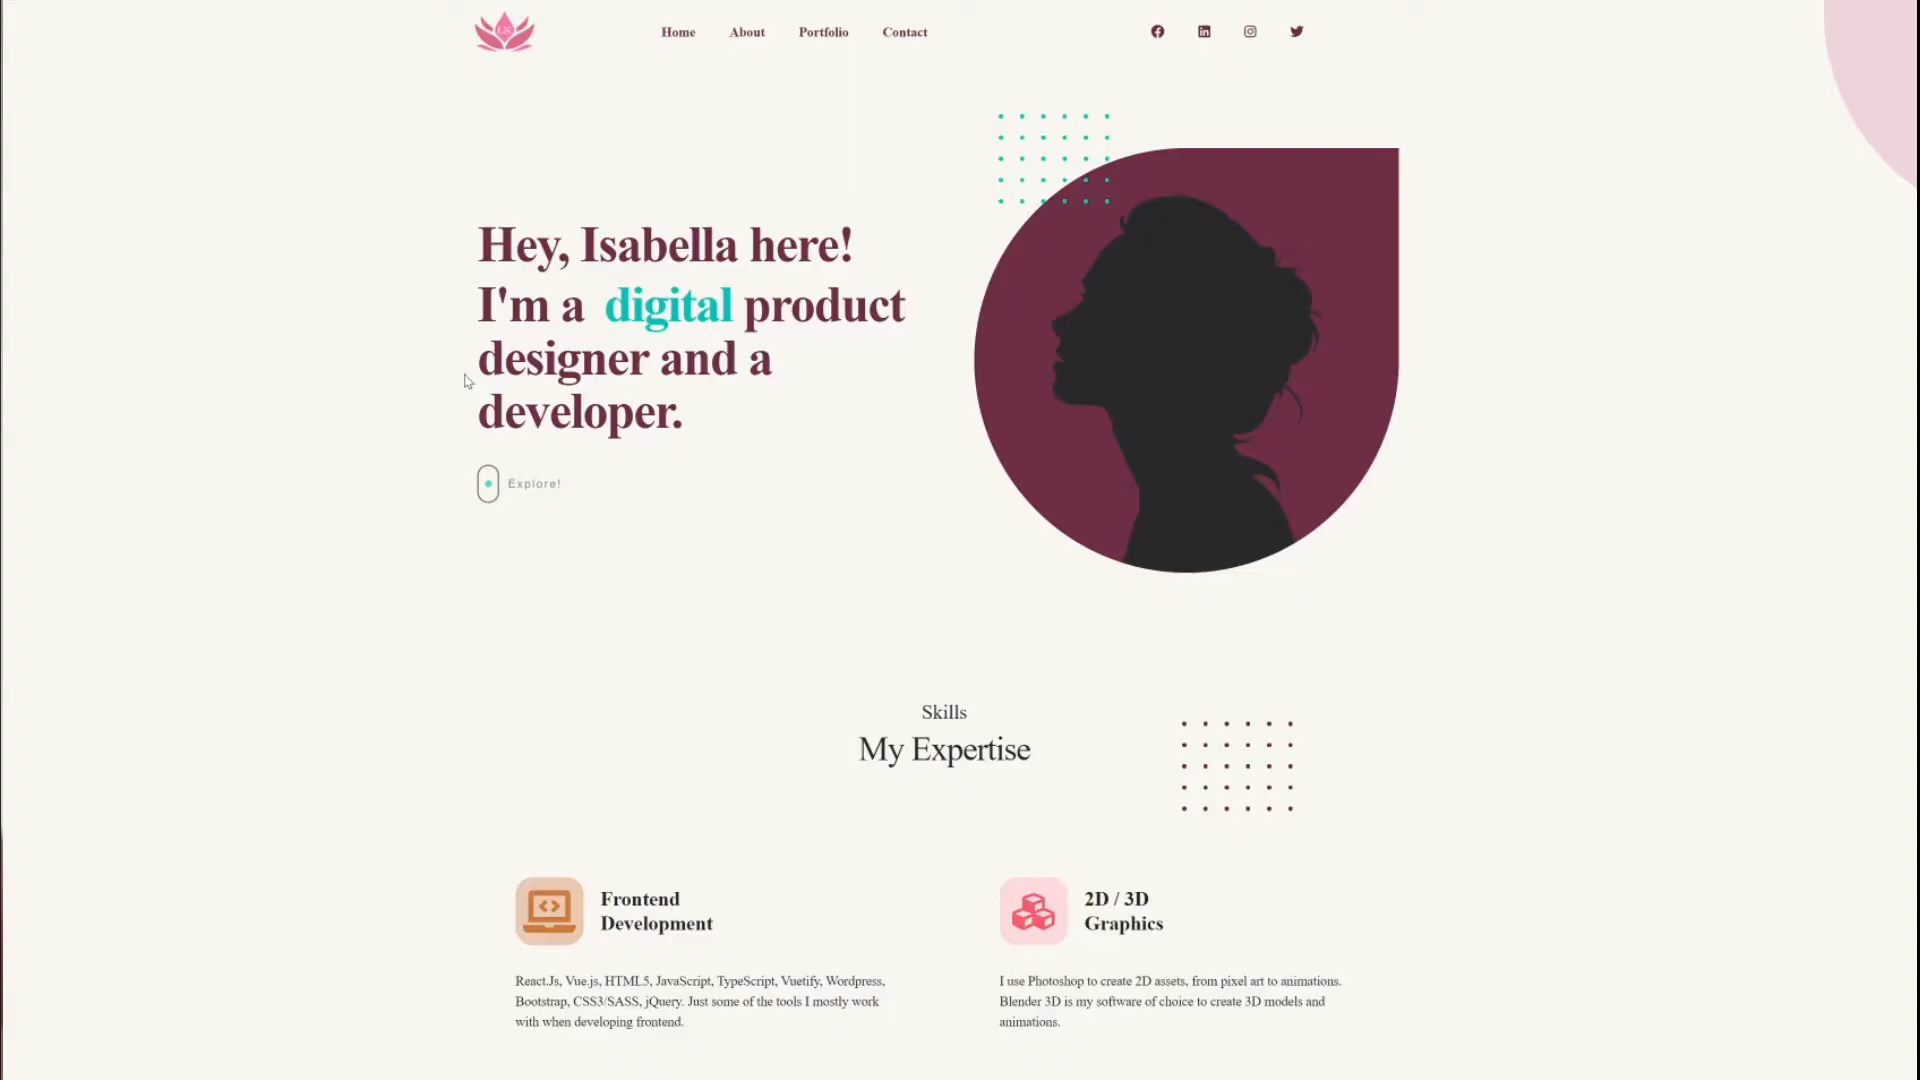 Home About Portfolio Contact
Hey, Isabella here!
I'm a digital product
designer and a
developer.
Explore!
Skills
My Expertise
Frontend
Development
React.Js, Vue.js, HTML5, JavaScript, TypeScript, Vuetify, Wordpress,
Bootstrap, CSS3/SASS, jQuery. Just some of the tools I mostly work
with when developing frontend.
2D / 3D
Graphics
I use Photoshop to create 2D assets, from pixel art to animations.
Blender 3D is my software of choice to create 3D models and
animations.